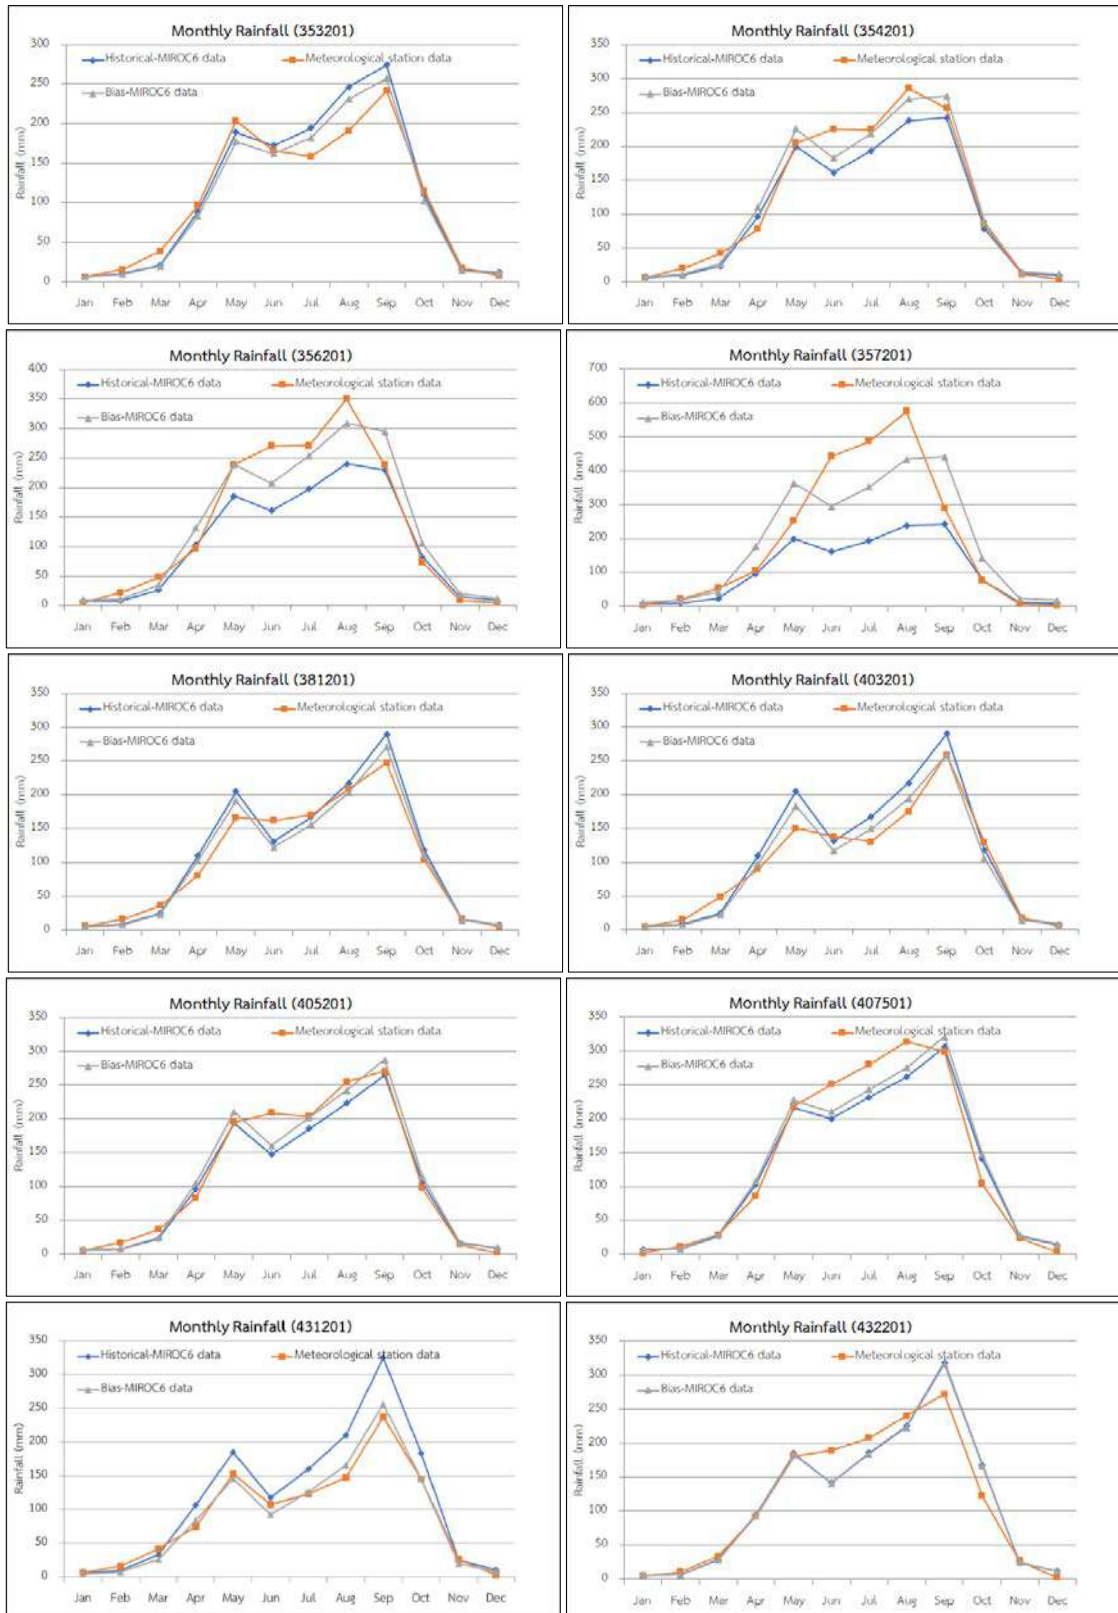 Monthly Rainfall (353201)
Historical-MIROC6 data
Meteorological station data
Bias-MIROC6 data
Rainfall (mm)
300
250
200
150
100
50
0
Jan Feb Mar Apr May Jun Jul Aug Sep Oct Nov Dec
Monthly Rainfall (354201)
Historical-MIROC6 data
Meteorological station data
Bias-MIROC6 data
Rainfall (mm)
350
300
250
200
150
100
50
0
Jan Feb Mar Apr May Jun Jul Aug Sep Oct Nov Dec
Monthly Rainfall (356201)
Historical-MIROC6 data
Meteorological station data
Bias-MIROC6 data
Rainfall (mm)
400
350
300
250
200
150
100
50
0
Jan Feb Mar Apr May Jun Jul Aug Sep Oct Nov Dec
Monthly Rainfall (357201)
Historical-MIROC6 data
Meteorological station data
Bias-MIROC6 data
Rainfall (mm)
700
600
500
400
300
200
100
0
Jan Feb Mar Apr May Jun Jul Aug Sep Oct Nov Dec
Monthly Rainfall (381201)
Historical-MIROC6 data
Meteorological station data
Bias-MIROC6 data
Rainfall (mm)
350
300
250
200
150
100
50
0
Jan Feb Mar Apr May Jun Jul Aug Sep Oct Nov Dec
Monthly Rainfall (403201)
Historical-MIROC6 data
Meteorological station data
Bias-MIROC6 data
Rainfall (mm)
350
300
250
200
150
100
50
0
Jan Feb Mar Apr May Jun Jul Aug Sep Oct Nov Dec
Monthly Rainfall (405201)
Historical-MIROC6 data
Meteorological station data
Bias-MIROC6 data
Rainfall (mm)
350
300
250
200
150
100
50
0
Jan Feb Mar Apr May Jun Jul Aug Sep Oct Nov Dec
Monthly Rainfall (407501)
Historical-MIROC6 data
Meteorological station data
Bias-MIROC6 data
Rainfall (mm)
350
300
250
200
150
100
50
0
Jan Feb Mar Apr May Jun Jul Aug Sep Oct Nov Dec
Monthly Rainfall (431201)
Historical-MIROC6 data
Meteorological station data
Bias-MIROC6 data
Rainfall (mm)
350
300
250
200
150
100
50
0
Jan Feb Mar Apr May Jun Jul Aug Sep Oct Nov Dec
Monthly Rainfall (432201)
Historical-MIROC6 data
Meteorological station data
Bias-MIROC6 data
Rainfall (mm)
350
300
250
200
150
100
50
0
Jan Feb Mar Apr May Jun Jul Aug Sep Oct Nov Dec